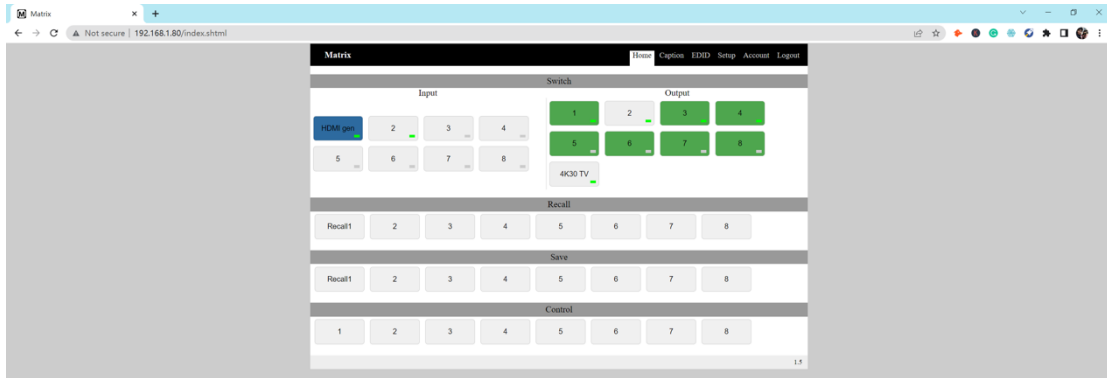 M Matrix
Not secure | 192.168.1.80/index.shtml
Matrix Home Caption EDID Setup Account Logout
Switch
Input Output
1 2 3 4
HDMI gen 2 3 4
5 6 7 8
5 6 7 8
4K30 TV
Recall
Recall1 2 3 4 5 6 7 8
Save
Recall1 2 3 4 5 6 7 8
Control
1 2 3 4 5 6 7 8
1.5